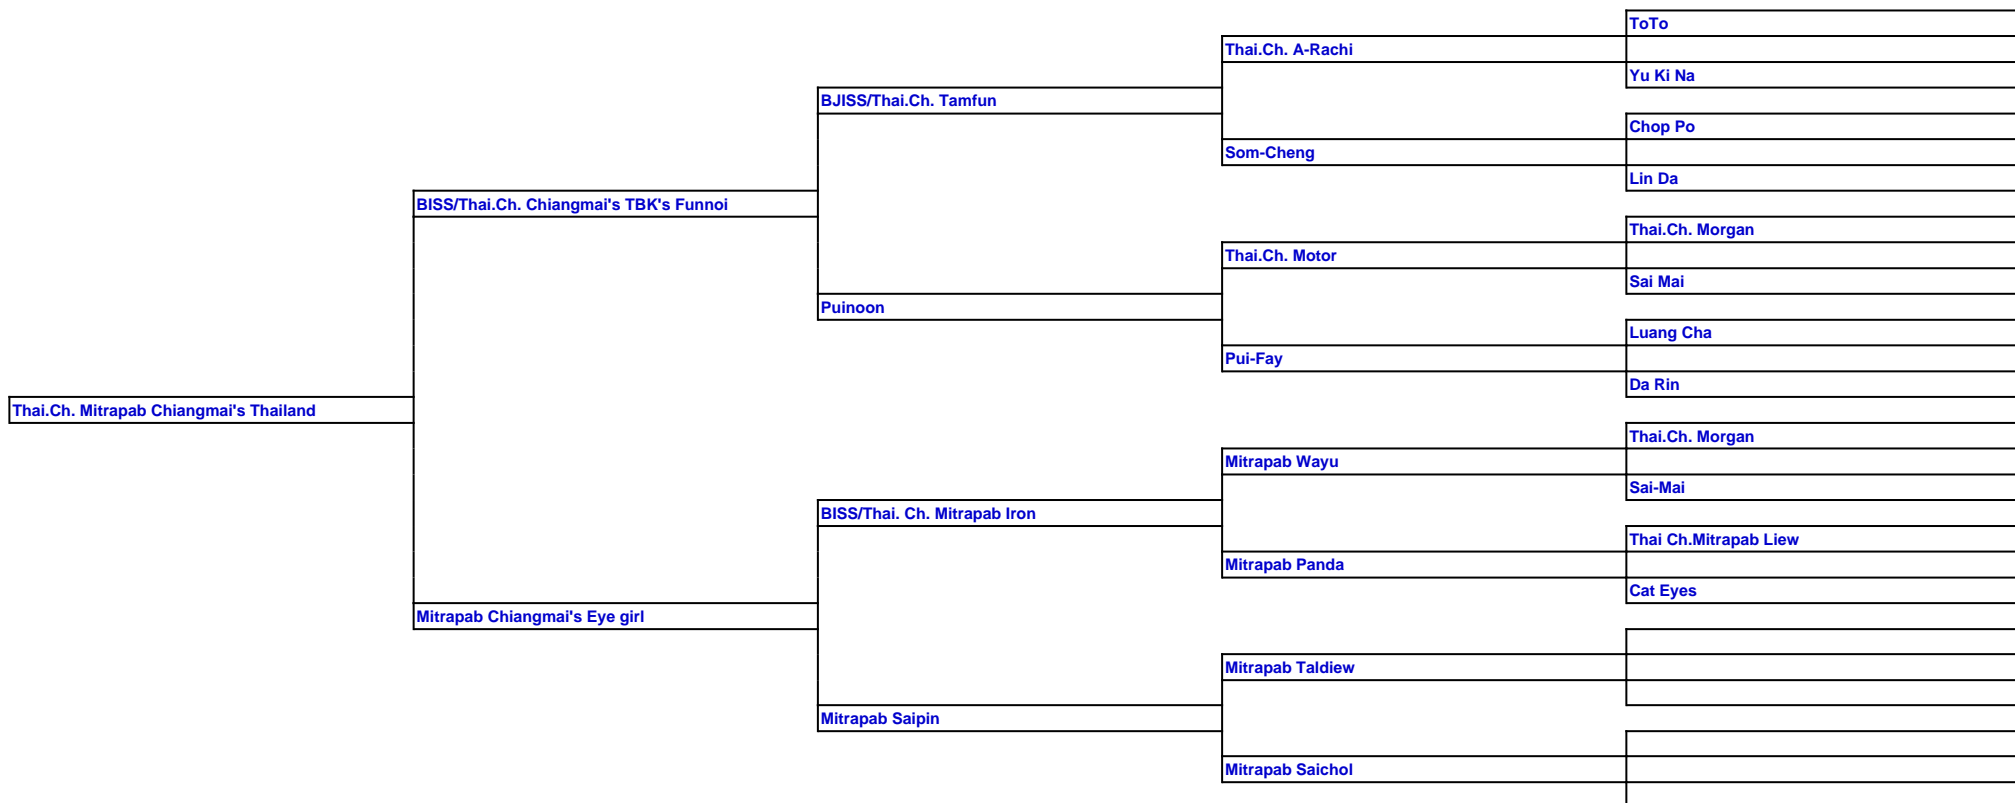 ToTo
Thai.Ch. A-Rachi
Yu Ki Na
BJISS/Thai.Ch. Tamfun
Chop Po
Som-Cheng
Lin Da
BISS/Thai.Ch. Chiangmai's TBK's Funnoi
Thai.Ch. Morgan
Thai.Ch. Motor
Sai Mai
Puinoon
Luang Cha
Pui-Fay
Da Rin
Thai.Ch. Mitrapab Chiangmai's Thailand
Thai.Ch. Morgan
Mitrapab Wayu
Sai-Mai
BISS/Thai. Ch. Mitrapab Iron
Thai Ch.Mitrapab Liew
Mitrapab Panda
Cat Eyes
Mitrapab Chiangmai's Eye girl
Mitrapab Taldiew
Mitrapab Saipin
Mitrapab Saichol